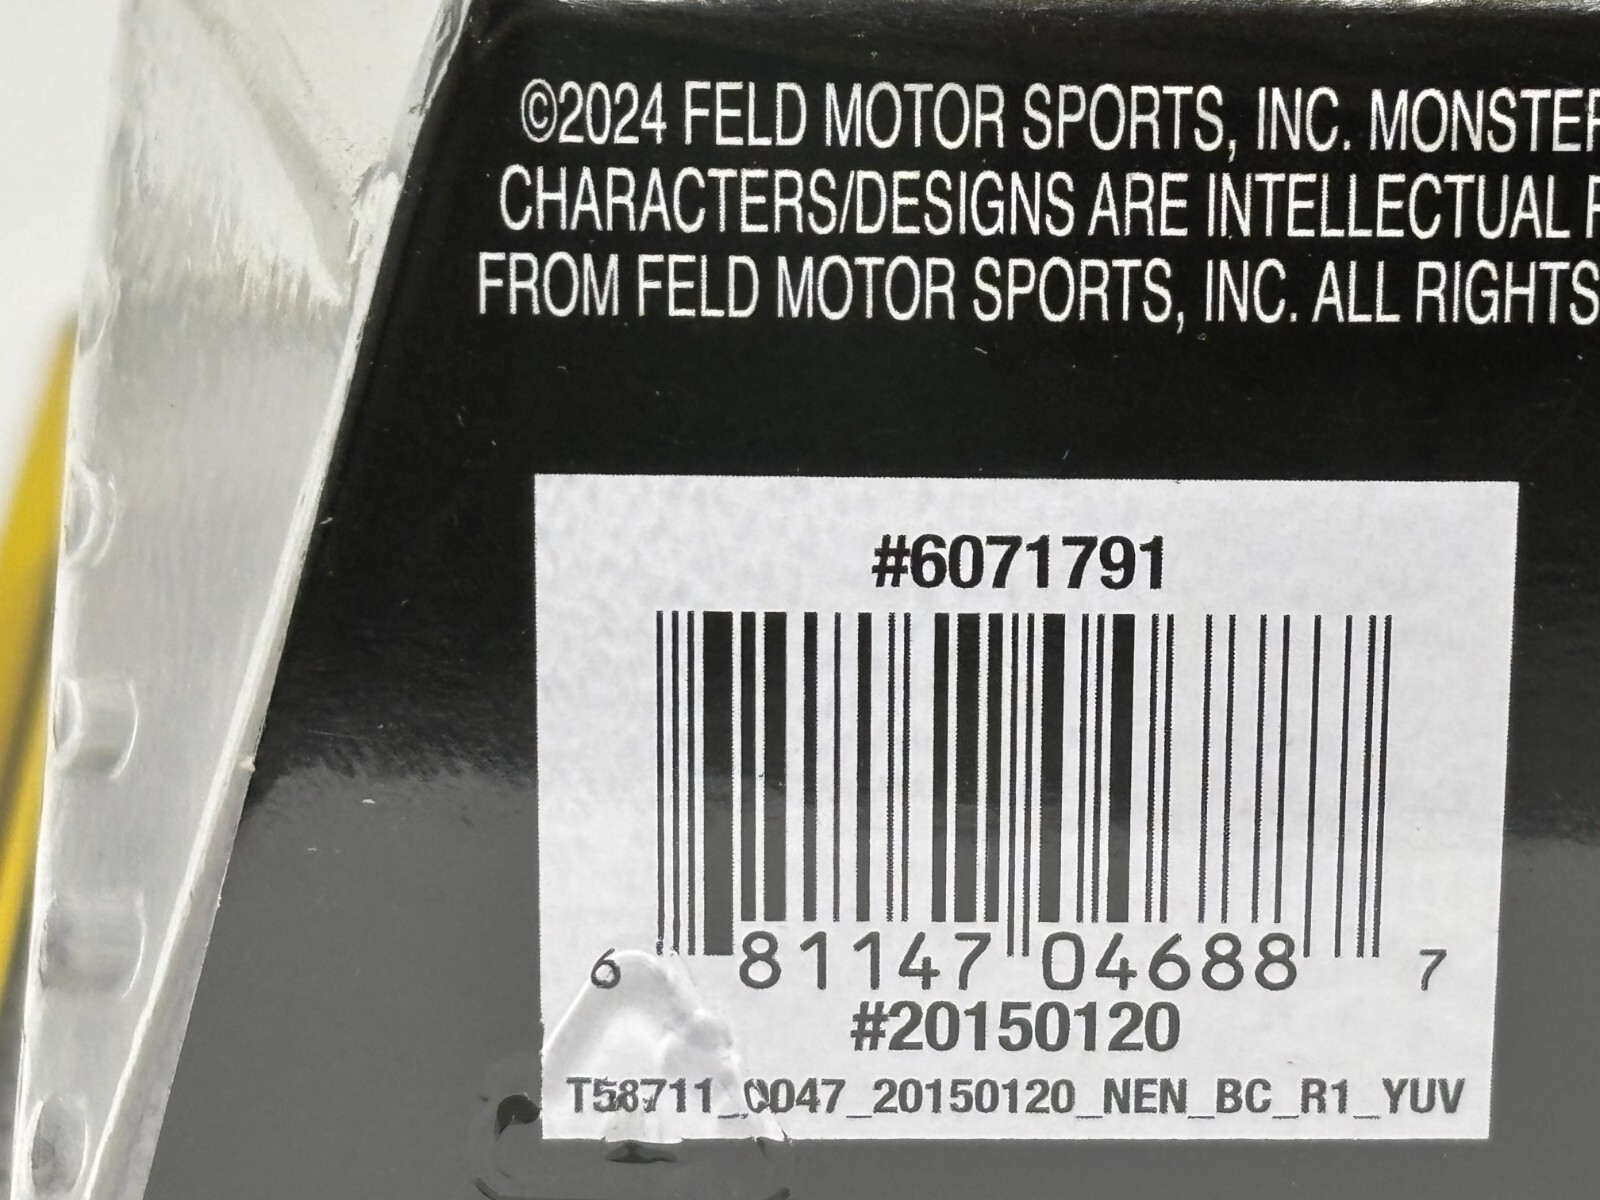 ©2024 FELD MOTOR SPORTS, INC. MONSTER
CHARACTERS/DESIGNS ARE INTELLECTUAL
FROM FELD MOTOR SPORTS, INC. ALL RIGHTS
#6071791
6 81147 04688 7
#20150120
T58711_0047_20150120_NEN_BC_R1_YUV